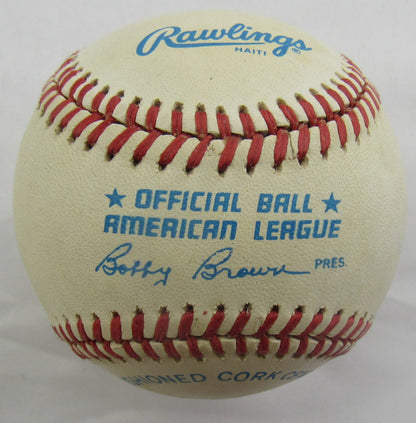 Rawlings®
HAITI
★ OFFICIAL BALL ★
AMERICAN LEAGUE
Bobby Brown PRES.
CORK